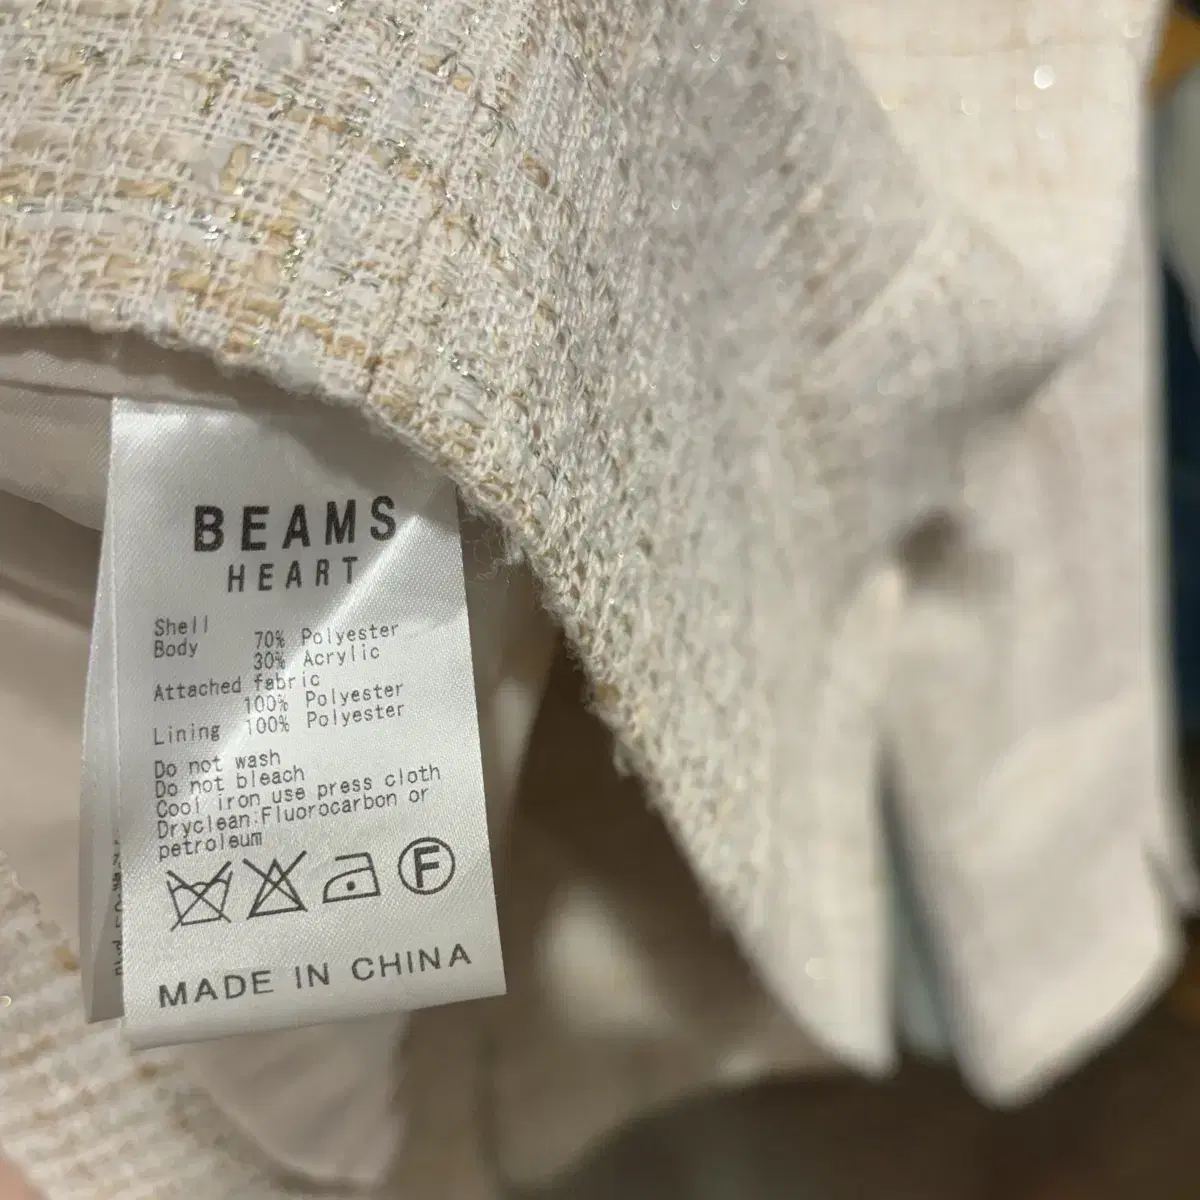 BEAMS
HEART
Shell
Body 70% Polyester
30% Acrylic
Attached fabric
100% Polyester
Lining 100% Polyester
Do not wash
Do not bleach
Cool iron use press cloth
Dryclean:Fluorocarbon or
petroleum
F
MADE IN CHINA